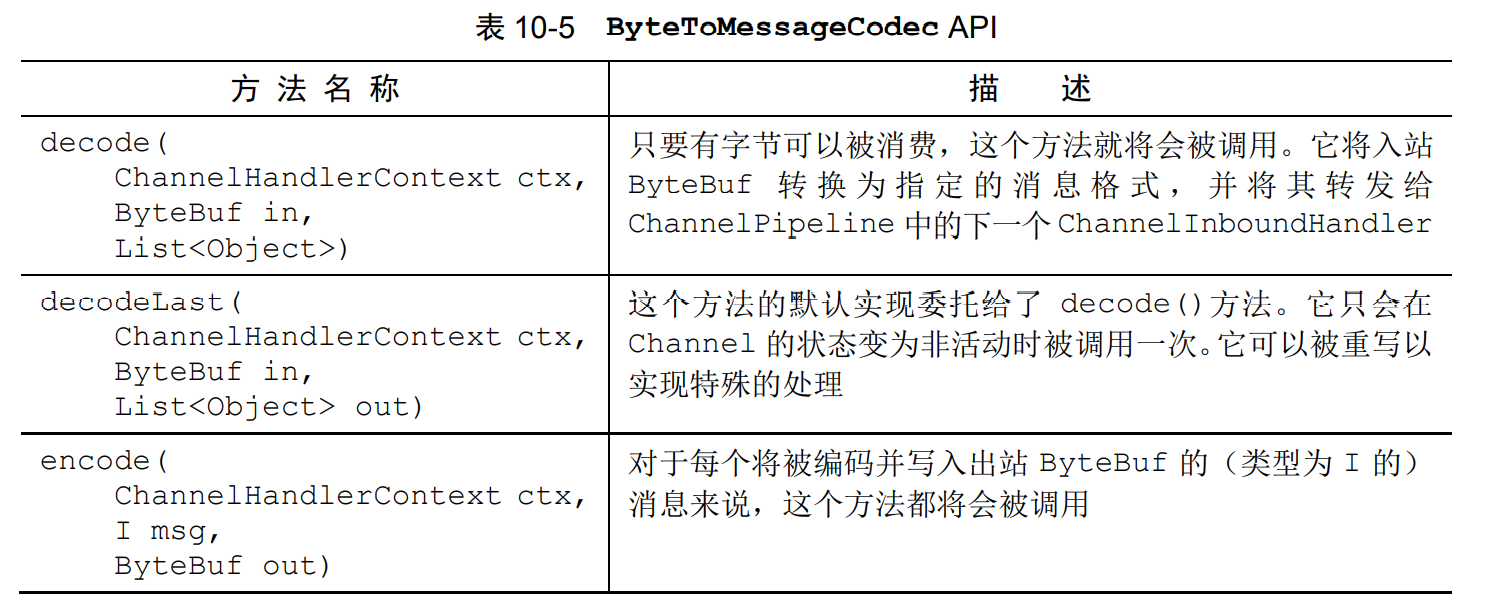 表 10-5 ByteToMessageCodec API
方 法 名 称
描 述
decode(
ChannelHandlerContext ctx,
ByteBuf in,
List<Object>)
只要有字节可以被消费，这个方法就将会被调用。它将入站
ByteBuf 转换为指定的消息格式，并将其转发给
ChannelPipeline 中的下一个 ChannelInboundHandler
decodeLast(
ChannelHandlerContext ctx,
ByteBuf in,
List<Object> out)
这个方法的默认实现委托给了 decode()方法。它只会在
Channel 的状态变为非活动时被调用一次。它可以被重写以
实现特殊的处理
encode(
ChannelHandlerContext ctx,
I msg,
ByteBuf out)
对于每个将被编码并写入出站 ByteBuf 的（类型为 I 的）
消息来说，这个方法都将会被调用